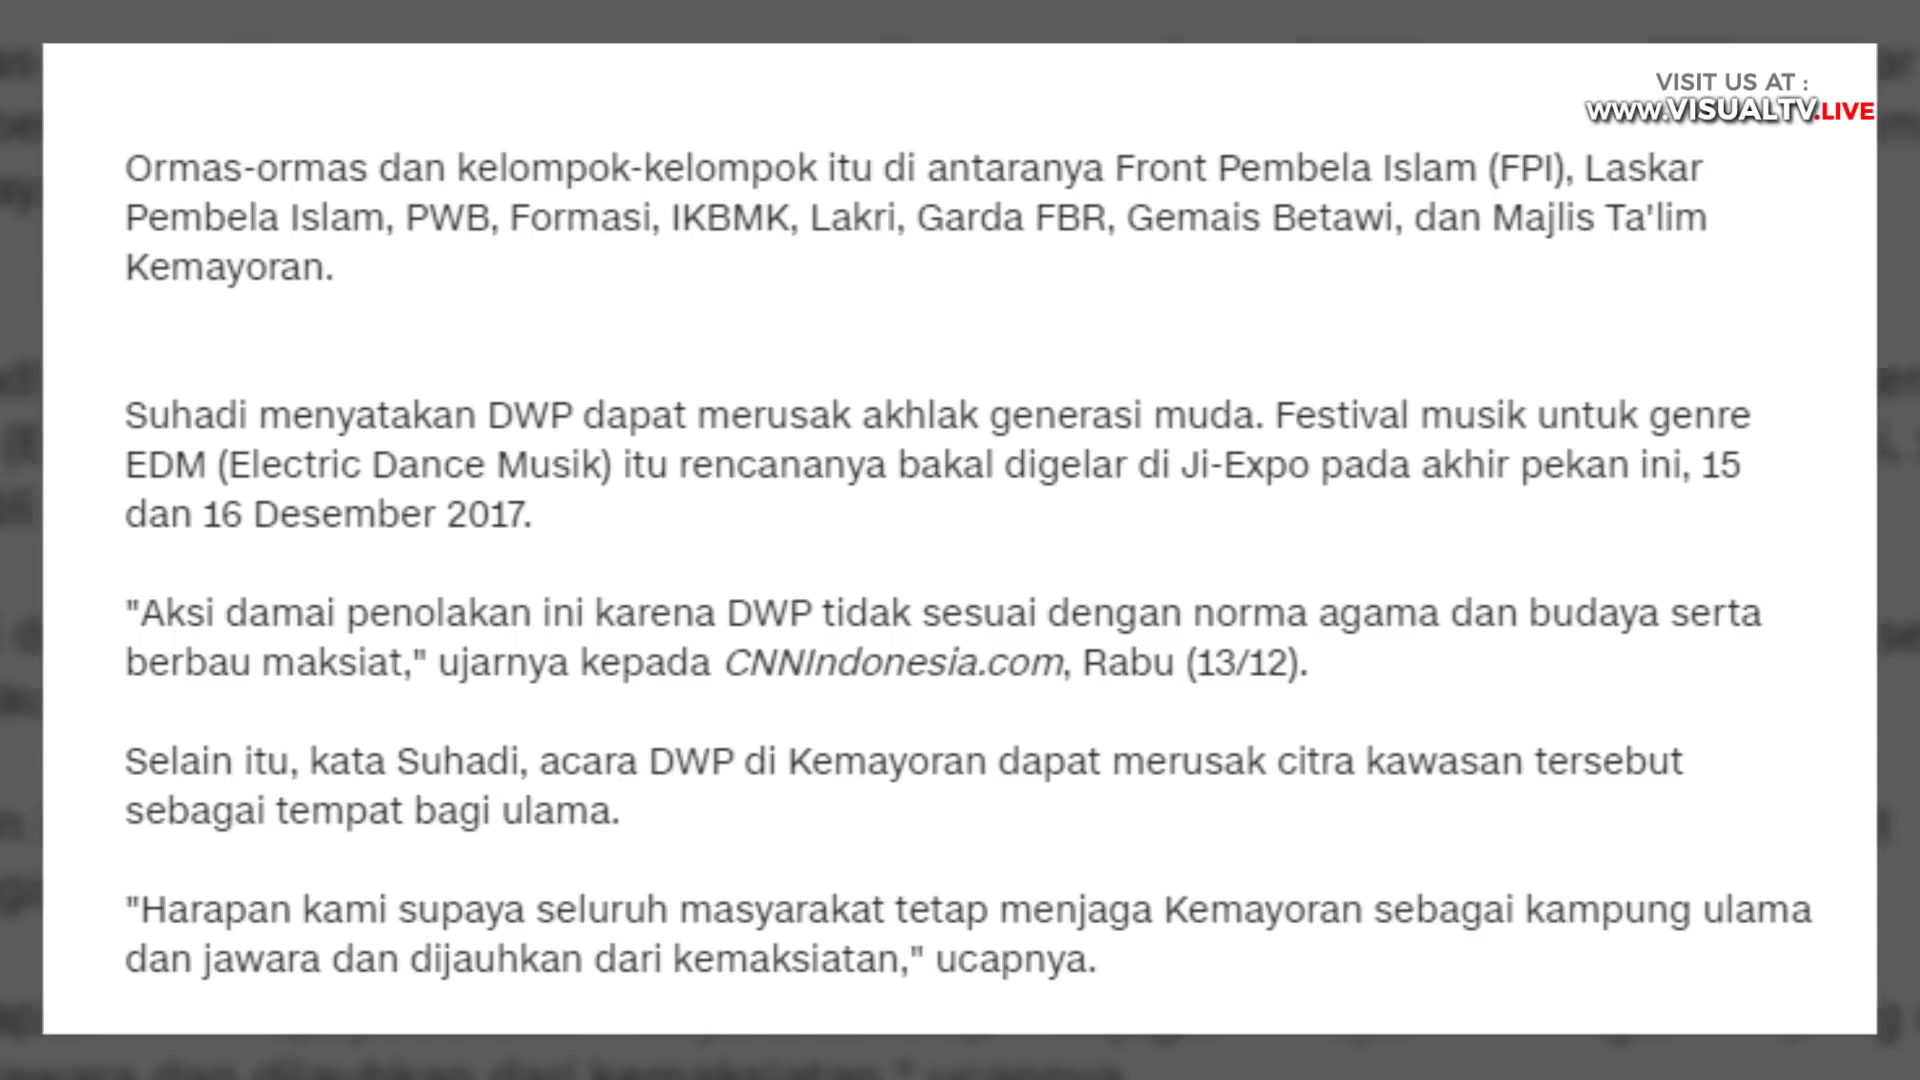 VISIT US AT :
www.VISUALTV.LIVE
Ormas-ormas dan kelompok-kelompok itu di antaranya Front Pembela Islam (FPI), Laskar
Pembela Islam, PWB, Formasi, IKBMK, Lakri, Garda FBR, Gemais Betawi, dan Majlis Ta'lim
Kemayoran.
Suhadi menyatakan DWP dapat merusak akhlak generasi muda. Festival musik untuk genre
EDM (Electric Dance Musik) itu rencananya bakal digelar di Ji-Expo pada akhir pekan ini, 15
dan 16 Desember 2017.
"Aksi damai penolakan ini karena DWP tidak sesuai dengan norma agama dan budaya serta
berbau maksiat," ujarnya kepada CNNIndonesia.com, Rabu (13/12).
Selain itu, kata Suhadi, acara DWP di Kemayoran dapat merusak citra kawasan tersebut
sebagai tempat bagi ulama.
"Harapan kami supaya seluruh masyarakat tetap menjaga Kemayoran sebagai kampung ulama
dan jawara dan dijauhkan dari kemaksiatan," ucapnya.